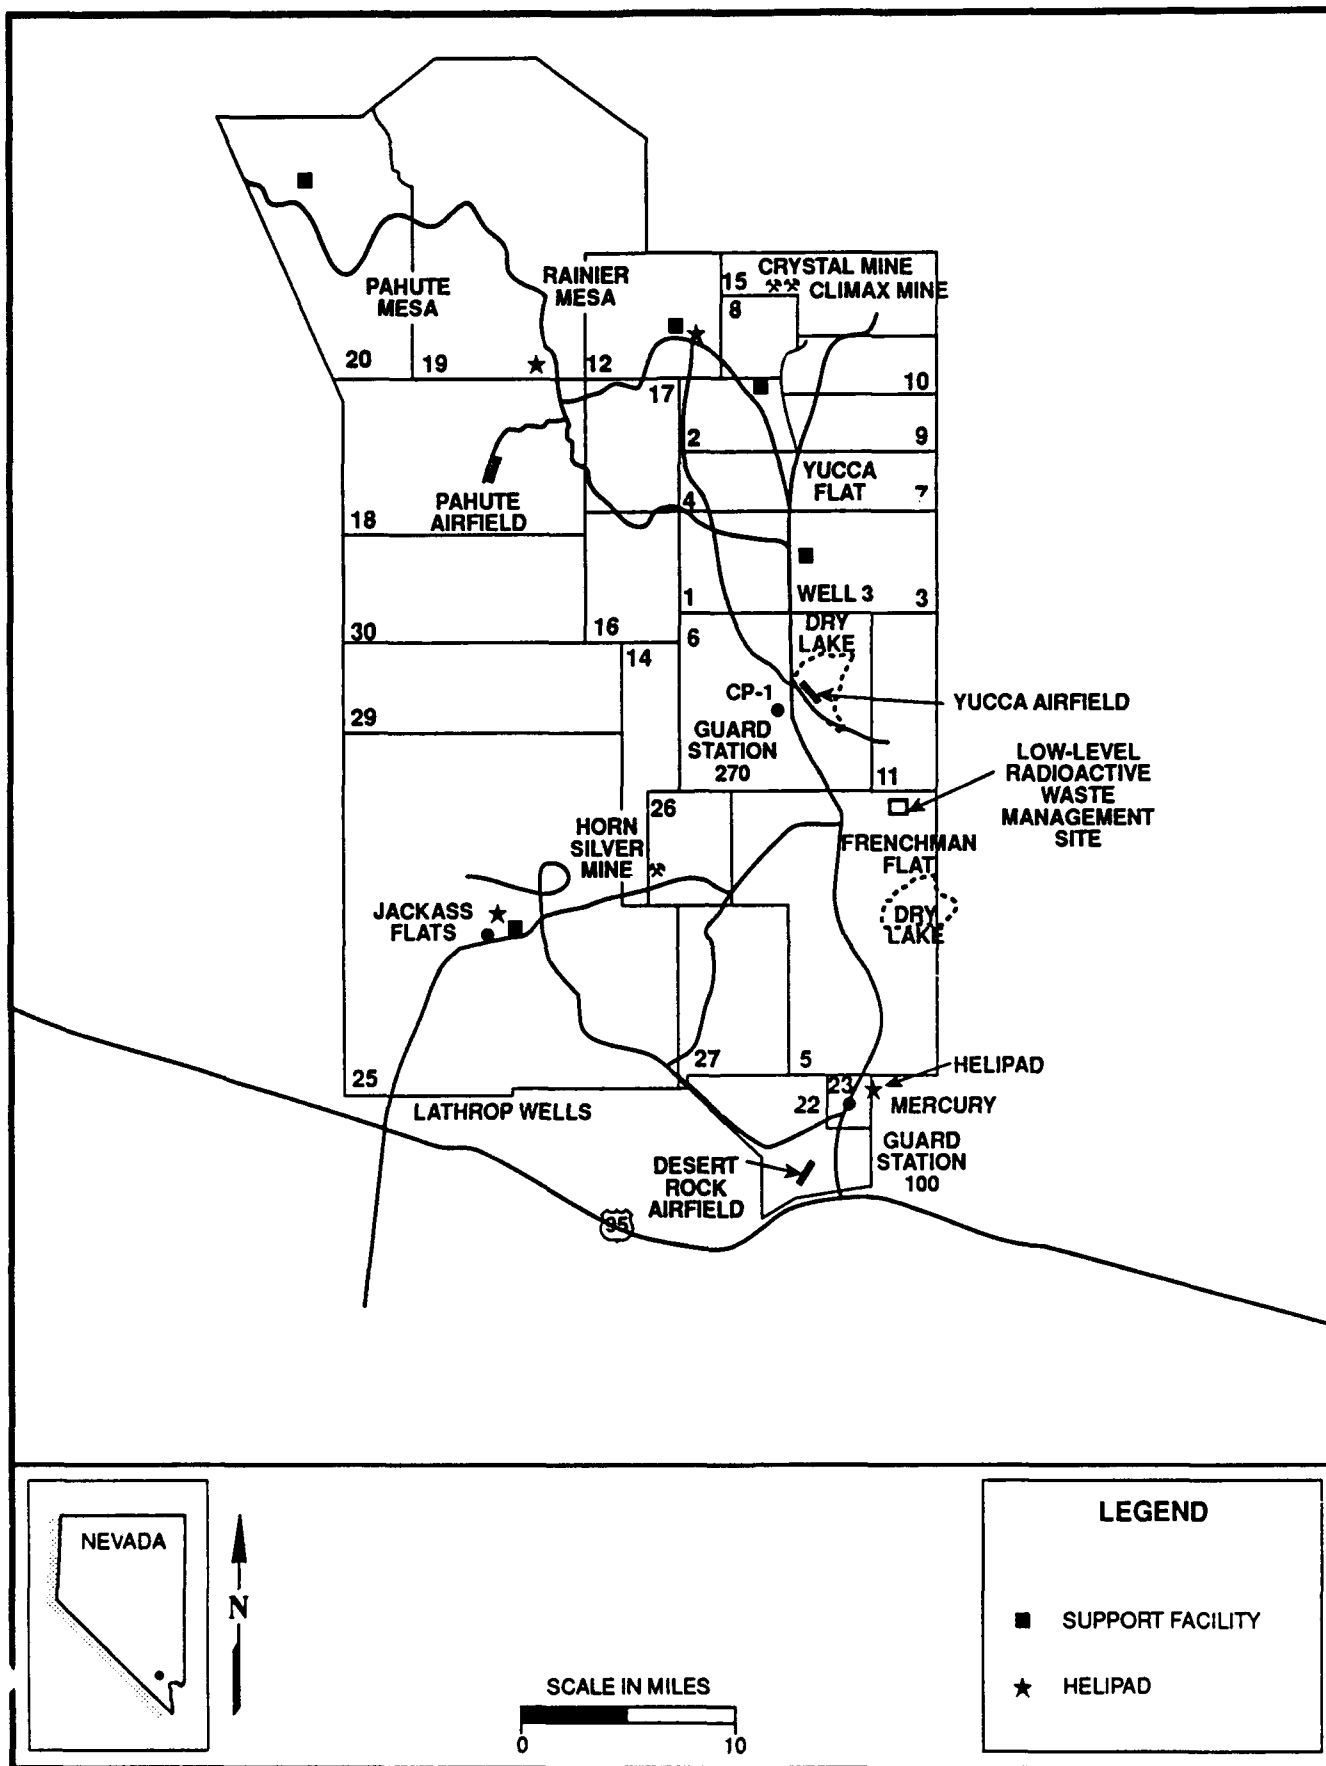 CRYSTAL MINE
15
CLIMAX MINE
RAINIER
MESA
PAHUTE
MESA
8
20
19
12
10
17
2
9
YUCCA
FLAT
7
4
PAHUTE
AIRFIELD
18
1
WELL 3
3
30
16
6
DRY
LAKE
14
CP-1
YUCCA AIRFIELD
29
GUARD
STATION
270
11
LOW-LEVEL
RADIOACTIVE
WASTE
MANAGEMENT
SITE
26
HORN
SILVER
MINE
FRENCHMAN
FLAT
JACKASS
FLATS
DRY
LAKE
25
27
5
HELIPAD
23
22
MERCURY
LATHROP WELLS
GUARD
STATION
100
DESERT
ROCK
AIRFIELD
95
NEVADA
N
SCALE IN MILES
0
10
LEGEND
SUPPORT FACILITY
HELIPAD